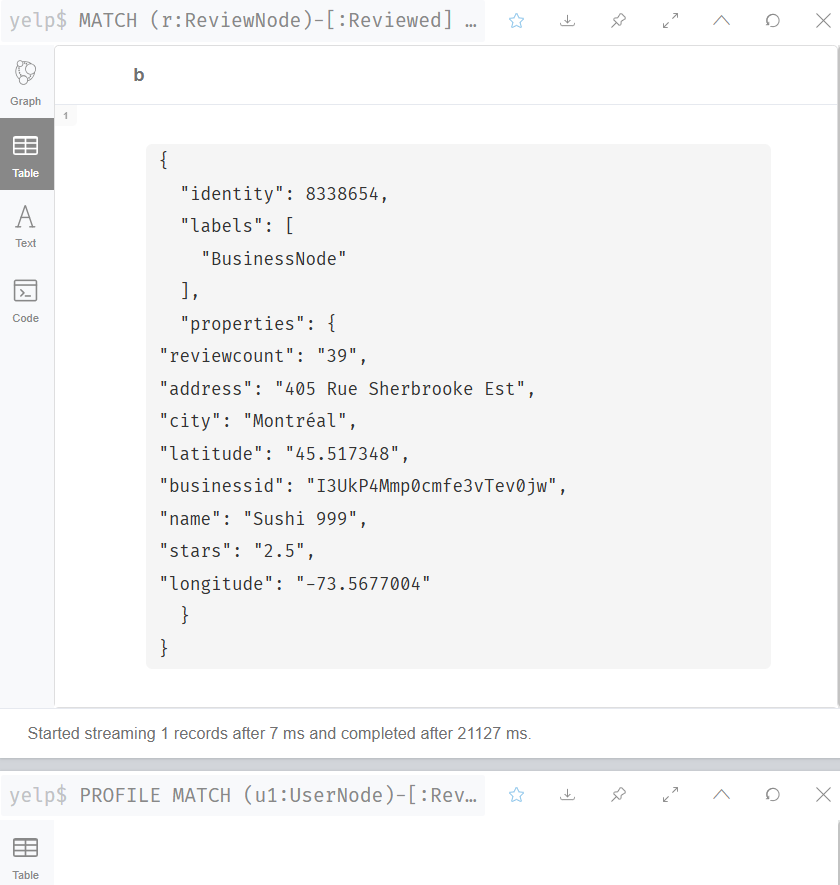 yelp$ MATCH (r:ReviewNode)-[:Reviewed] …
Graph
Table
Text
Code
b
1
{
  "identity": 8338654,
  "labels": [
    "BusinessNode"
  ],
  "properties": {
"reviewcount": "39",
"address": "405 Rue Sherbrooke Est",
"city": "Montréal",
"latitude": "45.517348",
"businessid": "I3UkP4Mmp0cmfe3vTev0jw",
"name": "Sushi 999",
"stars": "2.5",
"longitude": "-73.5677004"
  }
}
Started streaming 1 records after 7 ms and completed after 21127 ms.
yelp$ PROFILE MATCH (u1:UserNode)-[:Rev…
Table